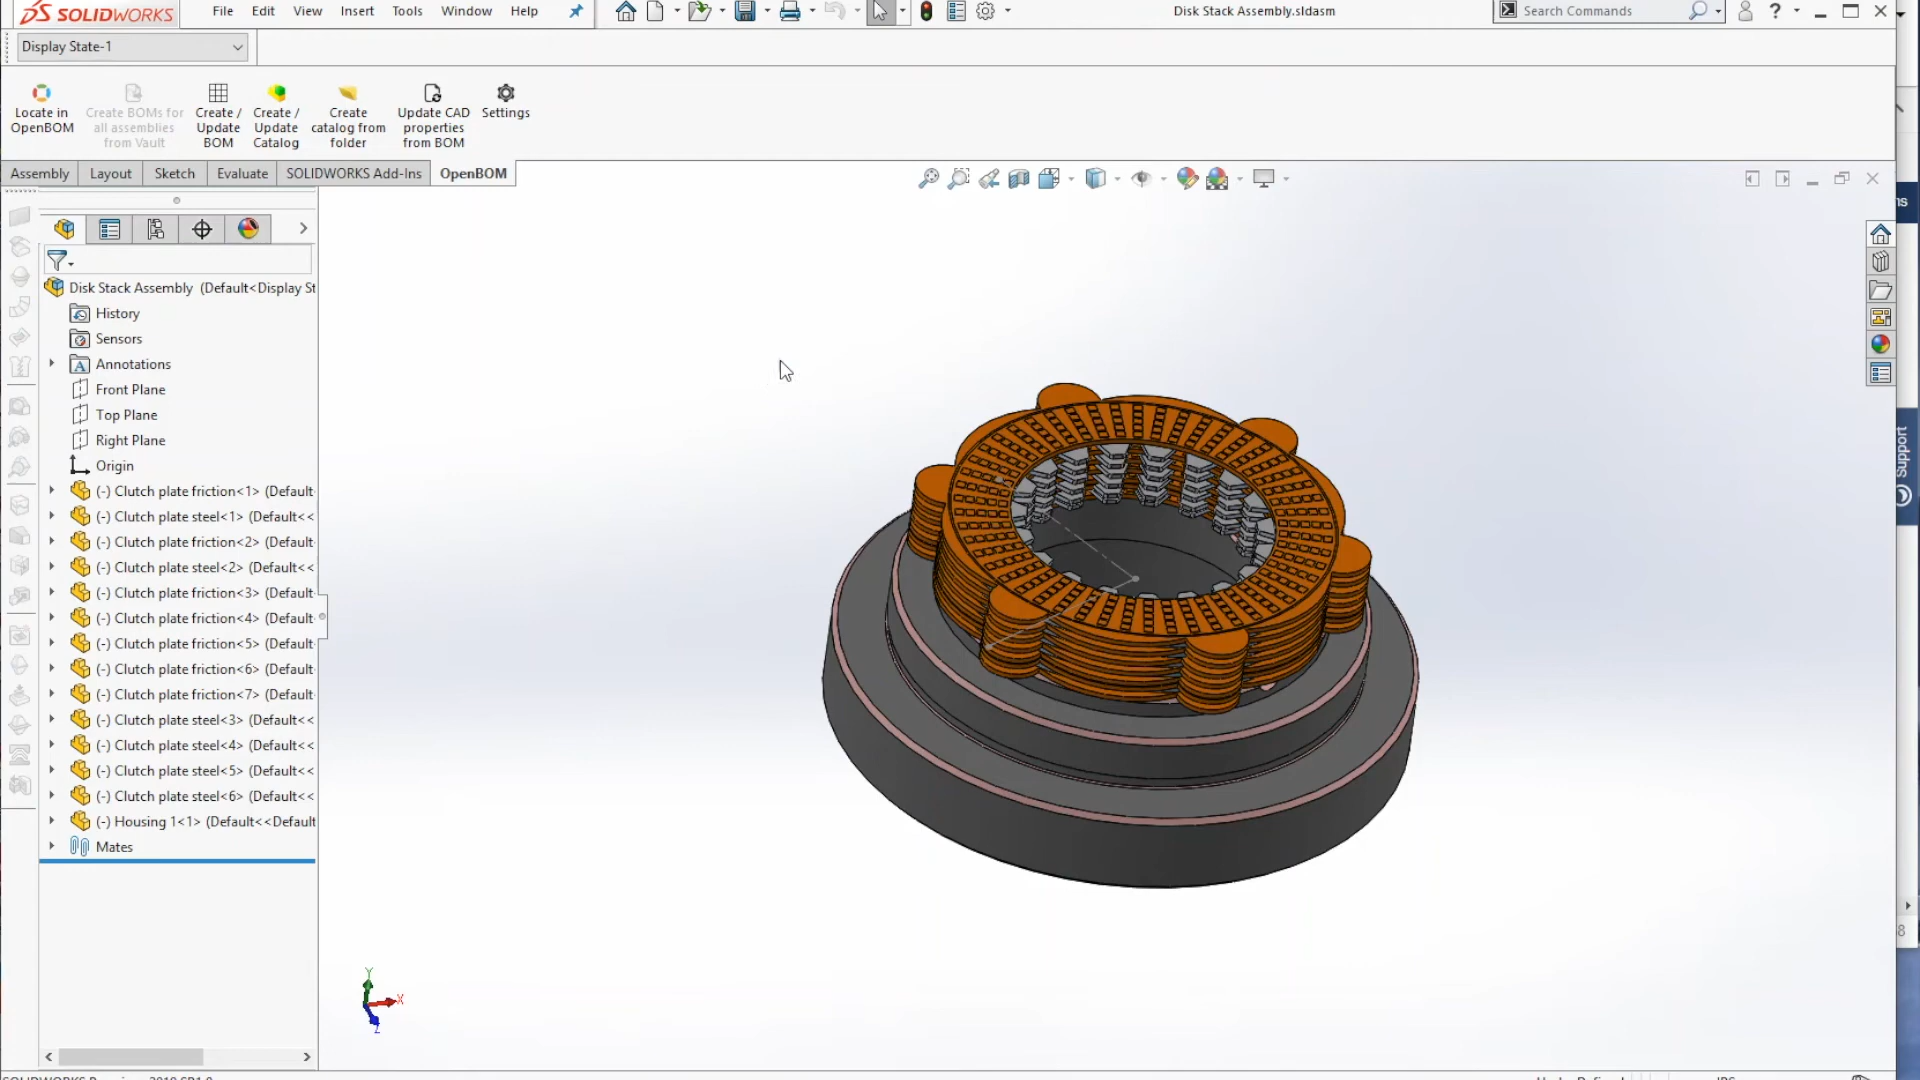 SOLIDWORKS
File Edit View Insert Tools Window Help
Disk Stack Assembly.sldasm
Search Commands
?
Display State-1
Locate in
OpenBOM
Create BOMs for
all assemblies
from Vault
Create /
Update
BOM
Create /
Update
Catalog
Create
catalog from
folder
Update CAD
properties
from BOM
Settings
Assembly Layout Sketch Evaluate SOLIDWORKS Add-Ins OpenBOM
Disk Stack Assembly (Default<Display St
History
Sensors
A Annotations
Front Plane
Top Plane
Right Plane
Origin
(-) Clutch plate friction<1> (Default
(-) Clutch plate steel<1> (Default<<
(-) Clutch plate friction<2> (Default
(-) Clutch plate steel<2> (Default<<
(-) Clutch plate friction<3> (Default
(-) Clutch plate friction<4> (Default
(-) Clutch plate friction<5> (Default
(-) Clutch plate friction<6> (Default
(-) Clutch plate friction<7> (Default
(-) Clutch plate steel<3> (Default<<
(-) Clutch plate steel<4> (Default<<
(-) Clutch plate steel<5> (Default<<
(-) Clutch plate steel<6> (Default<<
(-) Housing 1<1> (Default<<Default
Mates
Y
X
Z
ns
Support
8